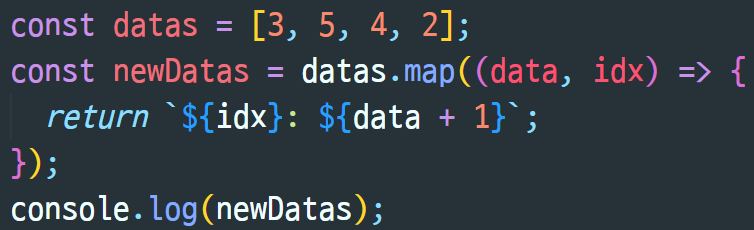 const datas = [3, 5, 4, 2];
const newDatas = datas.map((data, idx) => {
  return `${idx}: ${data + 1}`;
});
console.log(newDatas);